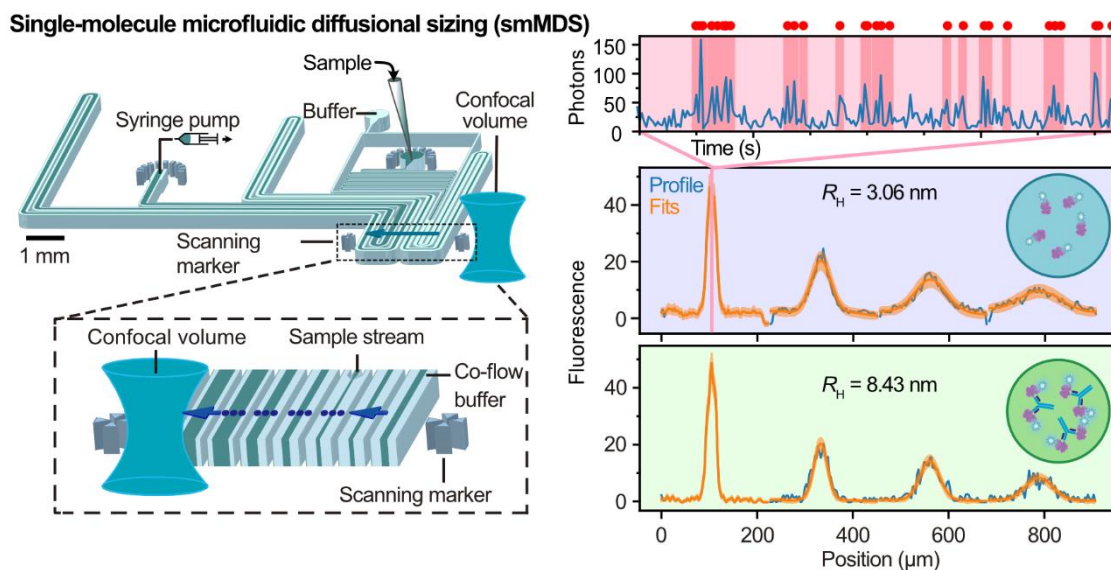 Single-molecule microfluidic diffusional sizing (smMDS)
Sample
Buffer
Confocal
volume
Syringe pump
Scanning
marker
1 mm
Confocal volume
Sample stream
Co-flow
buffer
Scanning marker
Photons
150
100
50
0
Time (s)
Fluorescence
Profile
Fits
RH = 3.06 nm
40
20
0
RH = 8.43 nm
40
20
0
0 200 400 600 800
Position (µm)